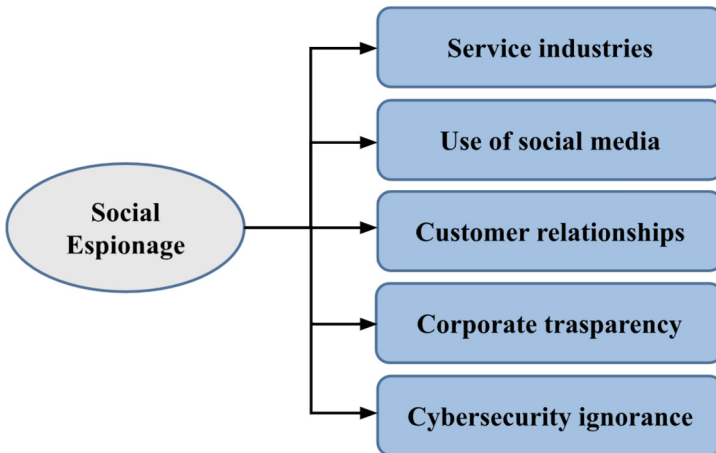 Service industries
Use of social media
Social
Espionage
Customer relationships
Corporate trasparency
Cybersecurity ignorance